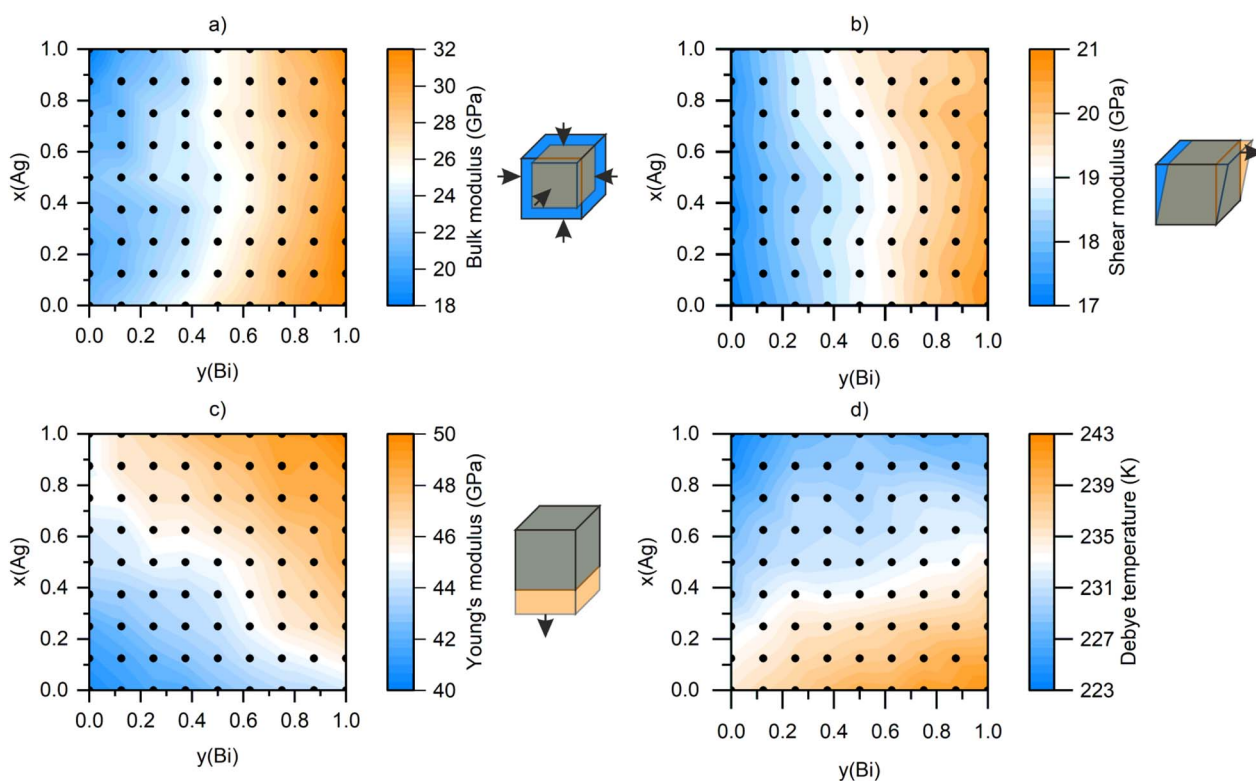 a)
1.0
0.8
0.6
0.4
0.2
0.0
x(Ag)
0.0 0.2 0.4 0.6 0.8 1.0
y(Bi)
32
30
28
26
24
22
20
18
Bulk modulus (GPa)
b)
1.0
0.8
0.6
0.4
0.2
0.0
x(Ag)
0.0 0.2 0.4 0.6 0.8 1.0
y(Bi)
21
20
19
18
17
Shear modulus (GPa)
c)
1.0
0.8
0.6
0.4
0.2
0.0
x(Ag)
0.0 0.2 0.4 0.6 0.8 1.0
y(Bi)
50
48
46
44
42
40
Young's modulus (GPa)
d)
1.0
0.8
0.6
0.4
0.2
0.0
x(Ag)
0.0 0.2 0.4 0.6 0.8 1.0
y(Bi)
243
239
235
231
227
223
Debye temperature (K)